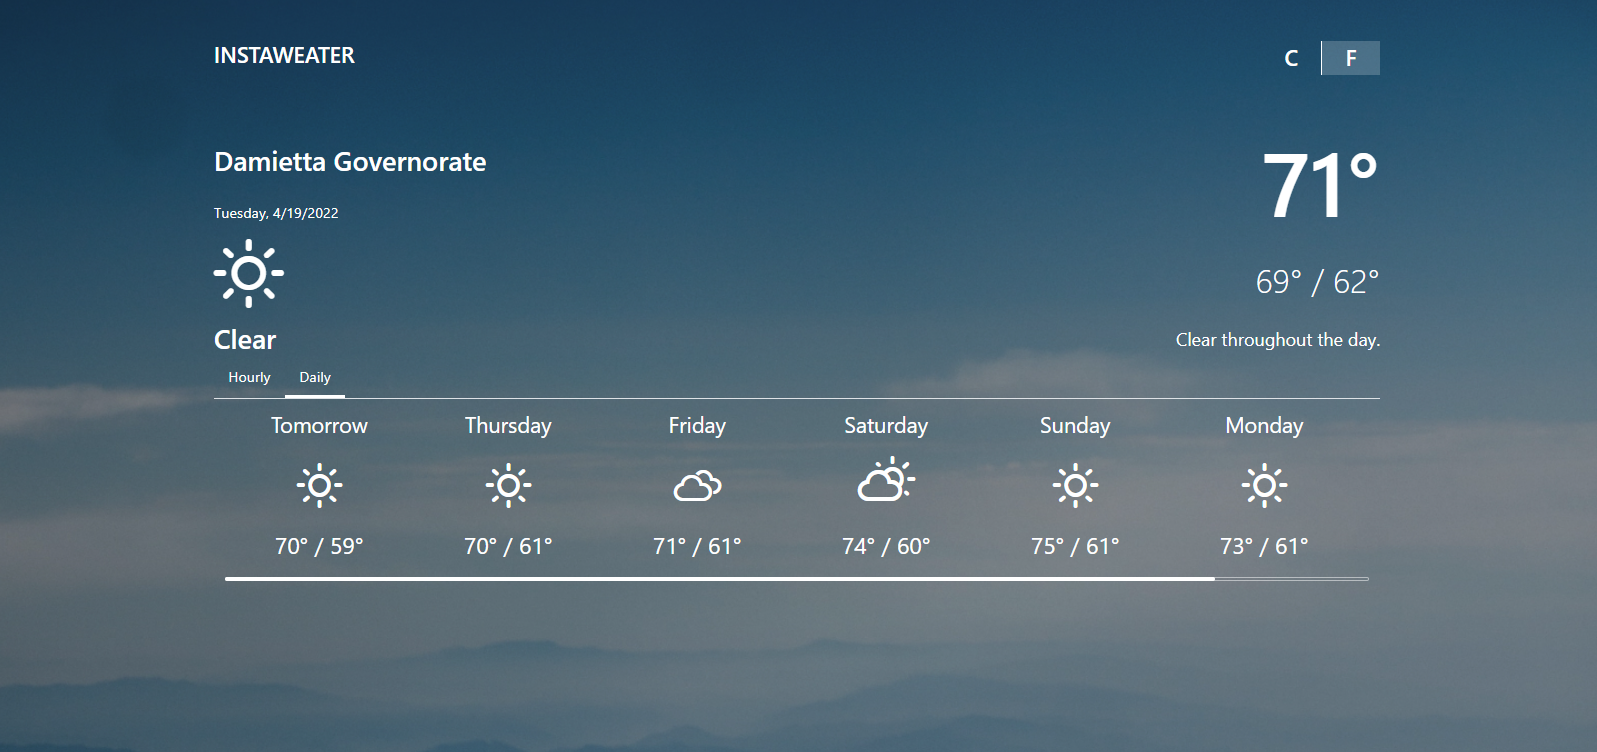 INSTAWEATER
C F
Damietta Governorate
71°
Tuesday, 4/19/2022
69° / 62°
Clear
Clear throughout the day.
Hourly Daily
Tomorrow Thursday Friday Saturday Sunday Monday
70° / 59° 70° / 61° 71° / 61° 74° / 60° 75° / 61° 73° / 61°